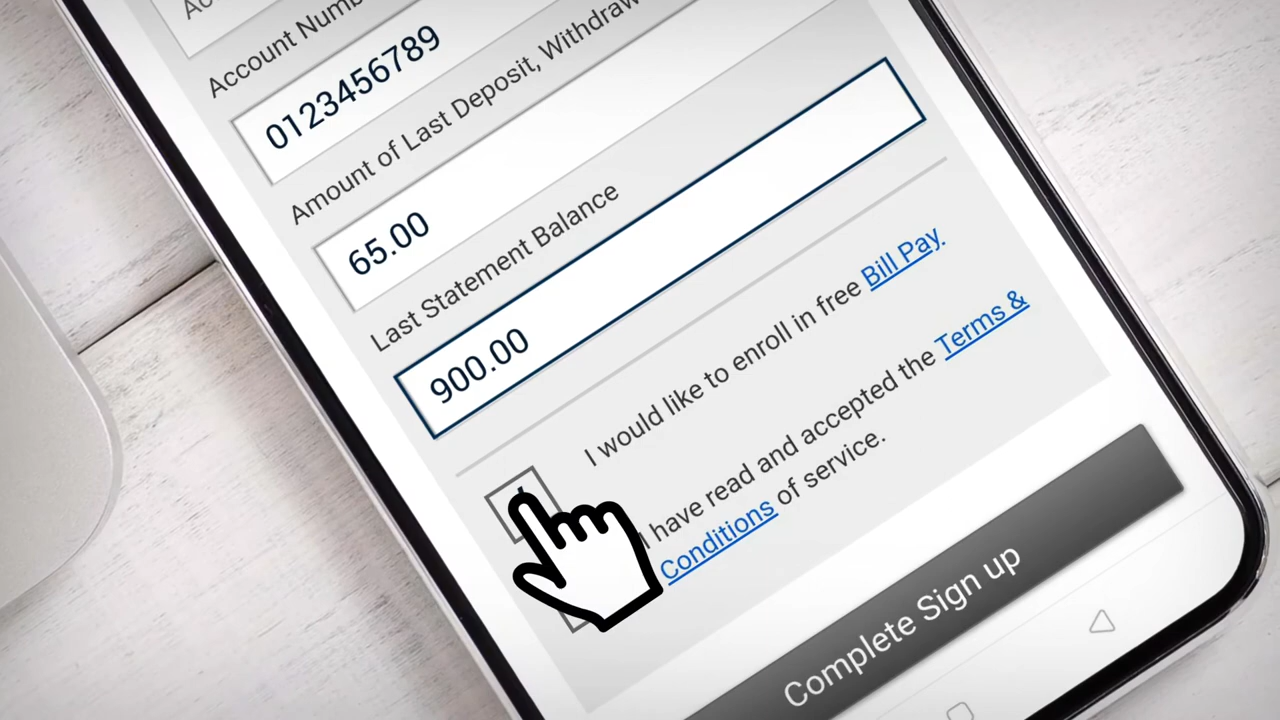 Account Numb
0123456789
Amount of Last Deposit, Withdraw
65.00
Last Statement Balance
900.00
I would like to enroll in free Bill Pay.
I have read and accepted the Terms &
Conditions of service.
Complete Sign up